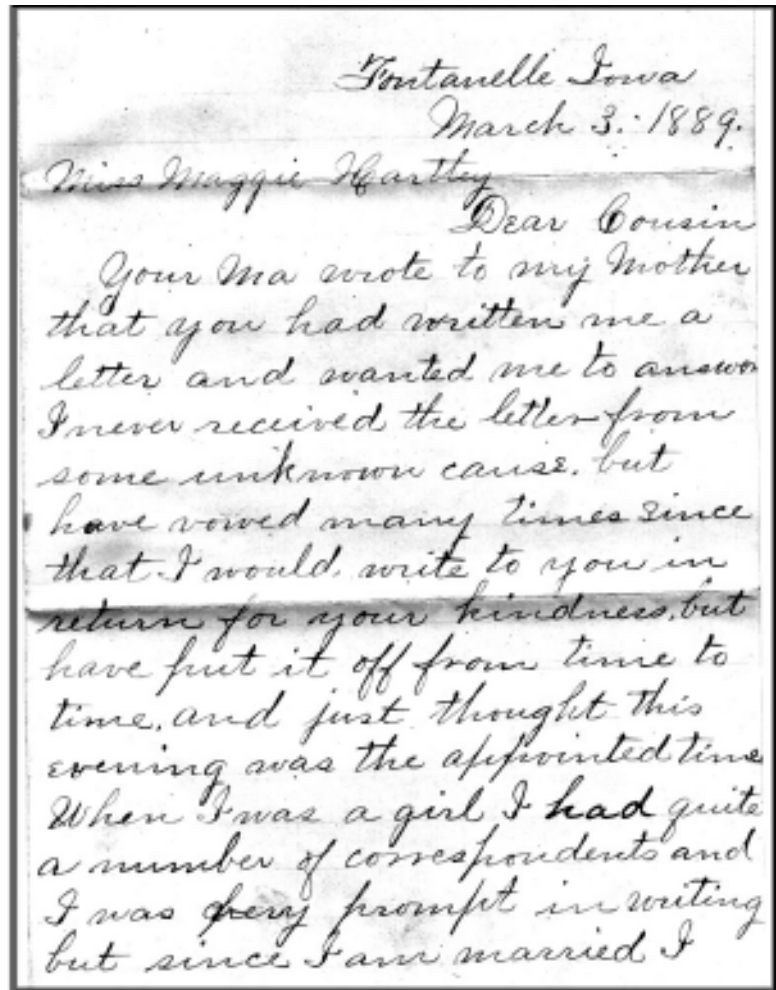 Fontanelle Iowa
March 3. 1889.
Miss Maggie Hartley
Dear Cousin
Your Ma wrote to my Mother
that you had written me a
letter and wanted me to answer
I never received the letter from
some unknown cause. but
have vowed many times since
that I would write to you in
return for your kindness, but
have put it off from time to
time, and just thought this
evening was the appointed time
When I was a girl I had quite
a number of correspondents and
I was very prompt in writing
but since I am married I